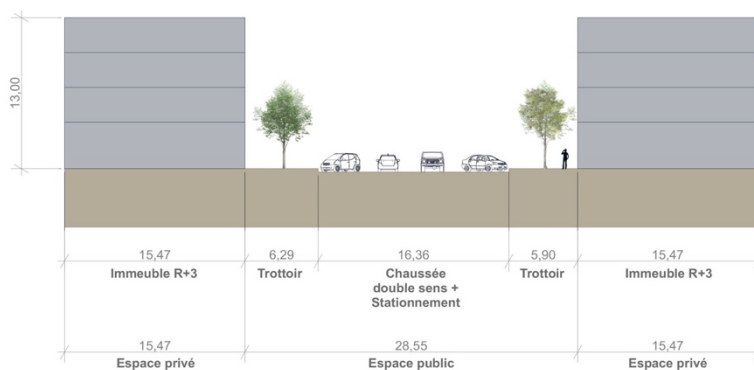 13,00
15,47
6,29
16,36
5,90
15,47
Immeuble R+3
Trottoir
Chaussée
double sens +
Stationnement
Trottoir
Immeuble R+3
15,47
28,55
15,47
Espace privé
Espace public
Espace privé